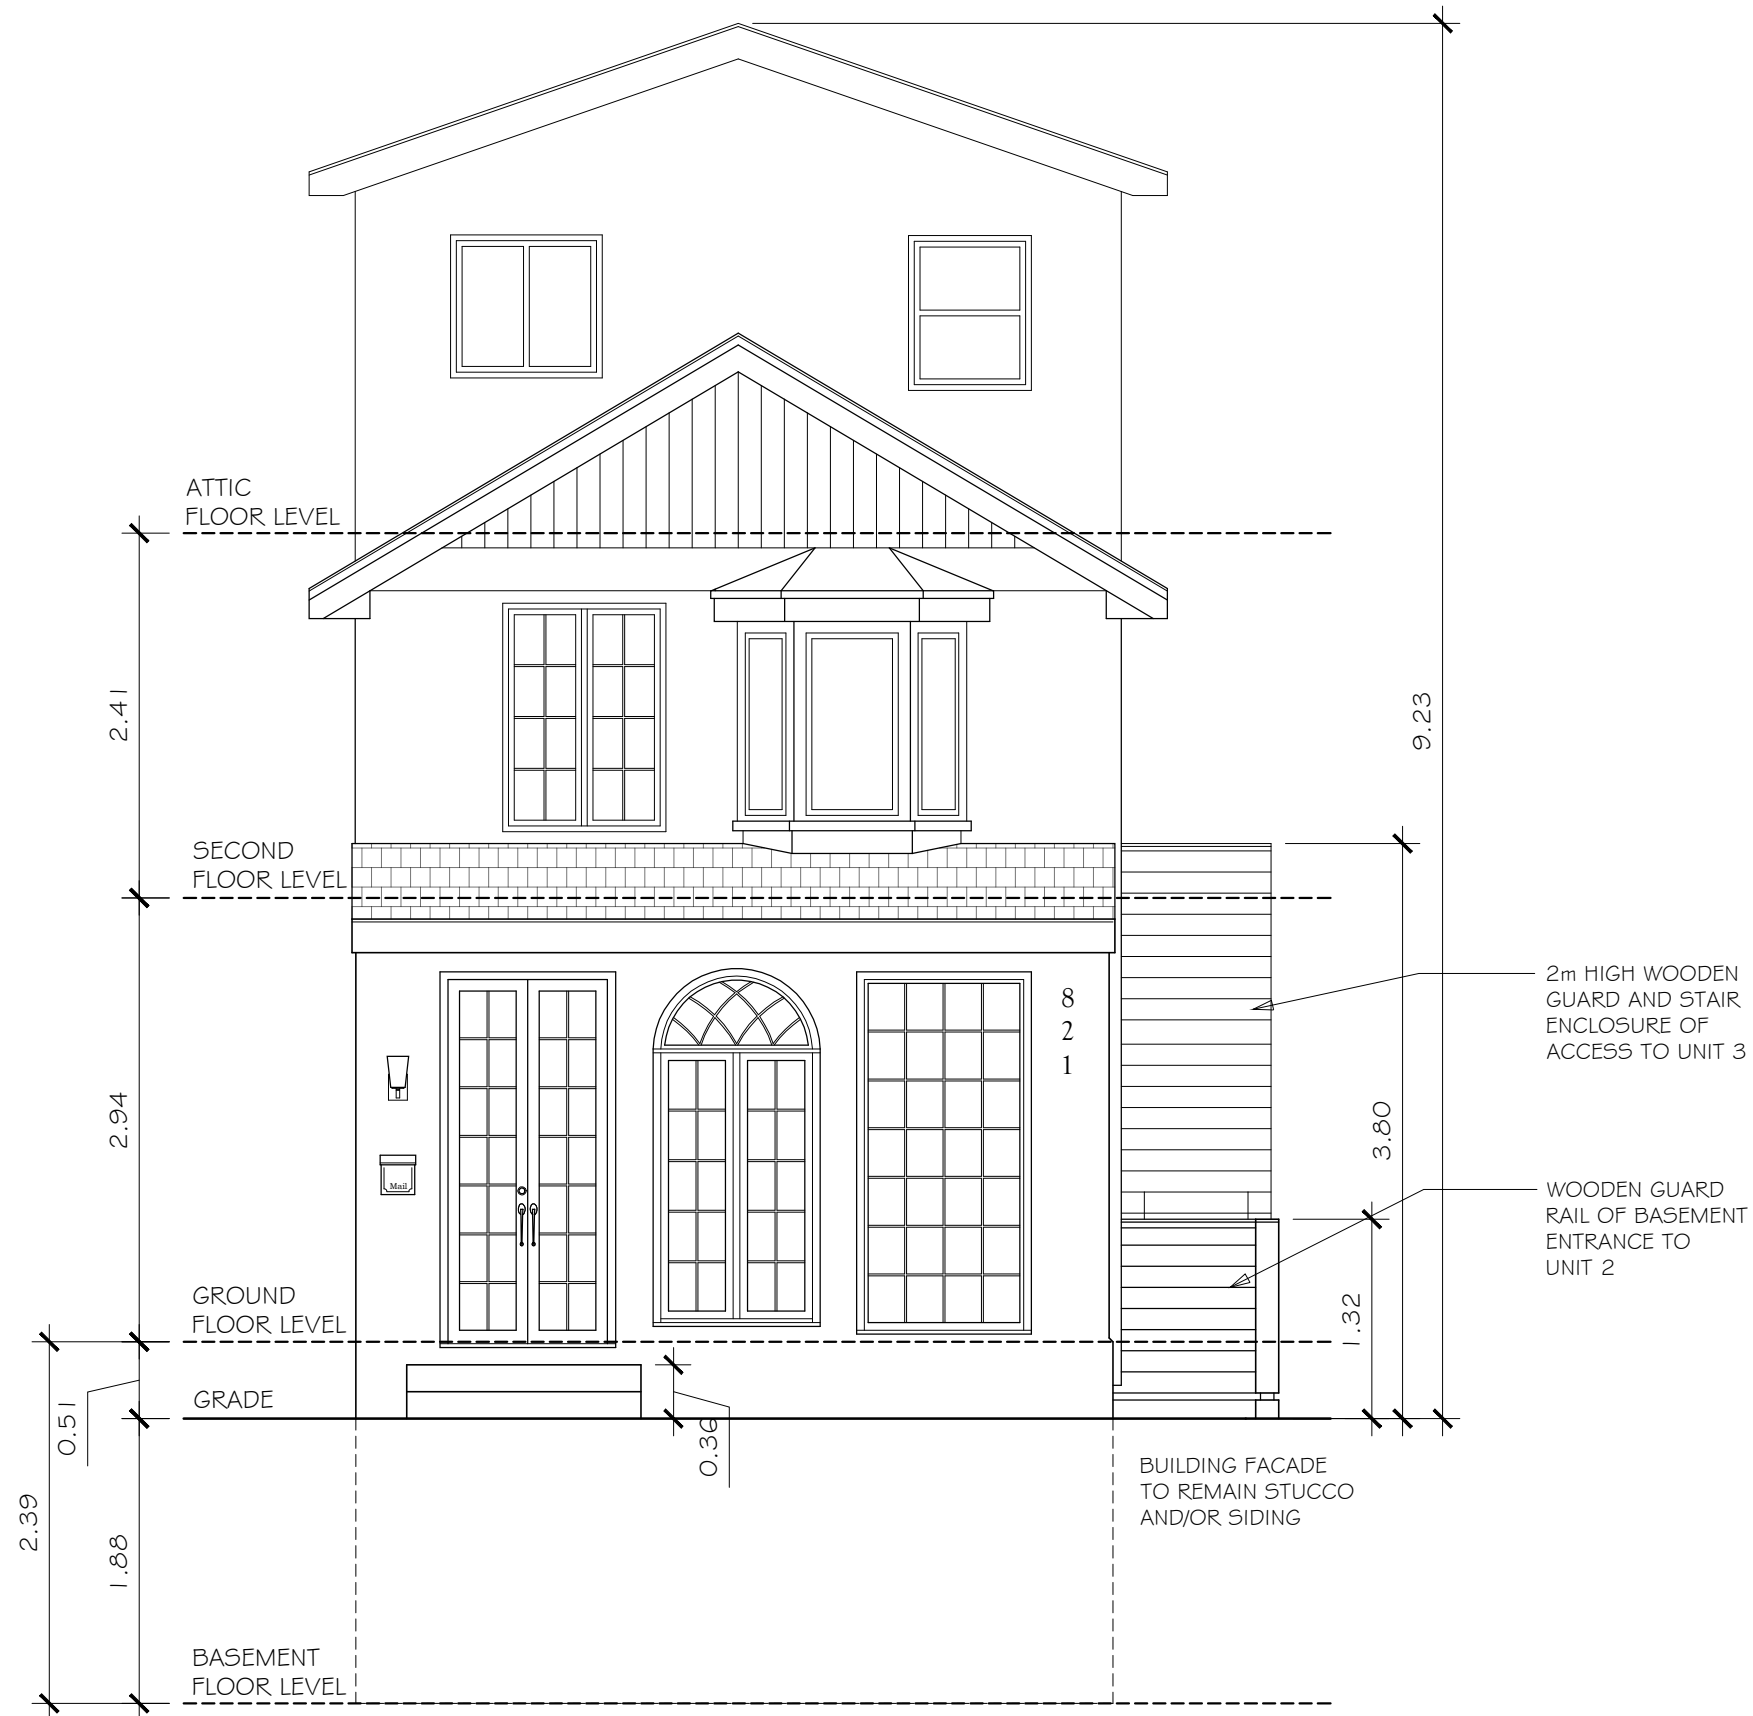 ATTIC
FLOOR LEVEL
2.41
9.23
SECOND
FLOOR LEVEL
2m HIGH WOODEN
GUARD AND STAIR
ENCLOSURE OF
ACCESS TO UNIT 3
8
2
1
2.94
3.80
Mail
WOODEN GUARD
RAIL OF BASEMENT
ENTRANCE TO
UNIT 2
GROUND
FLOOR LEVEL
1.32
GRADE
0.51
0.36
BUILDING FACADE
TO REMAIN STUCCO
AND/OR SIDING
2.39
1.88
BASEMENT
FLOOR LEVEL